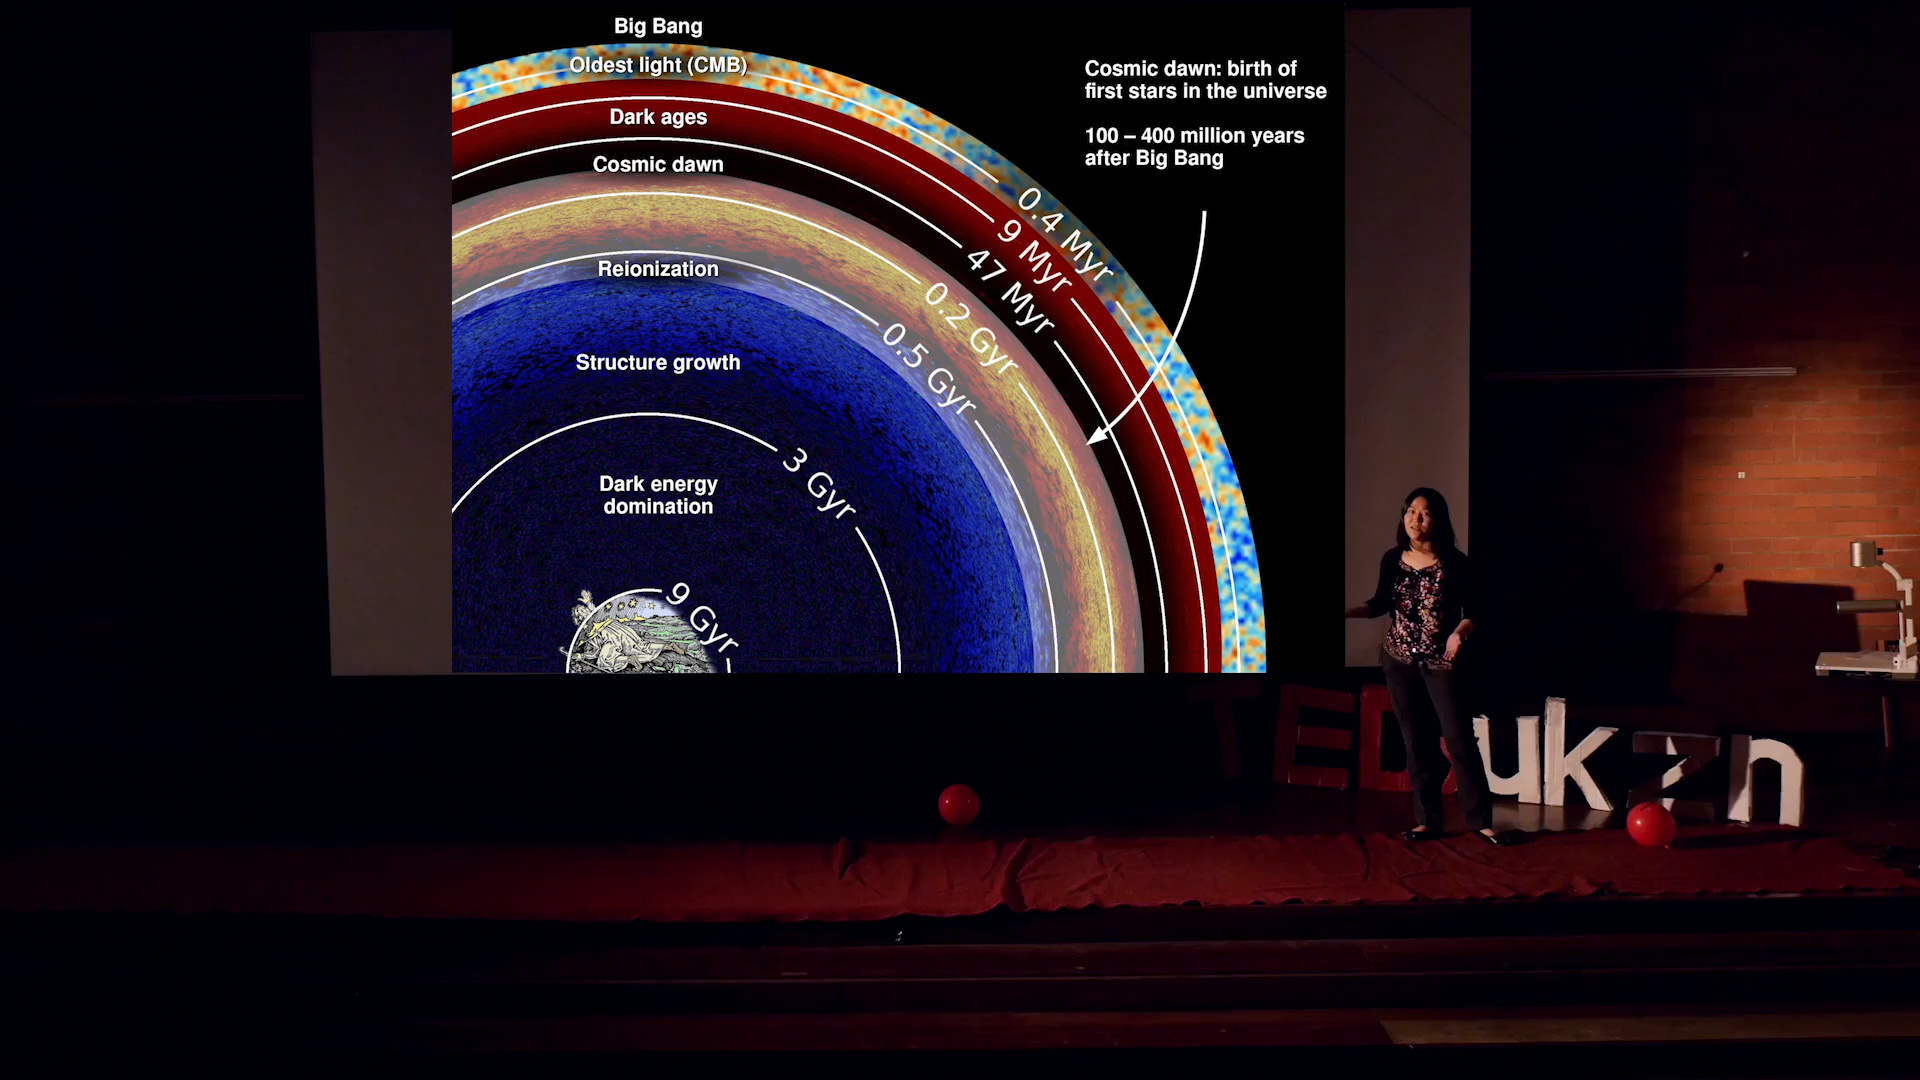 Big Bang
Oldest light (CMB)
Dark ages
Cosmic dawn
Reionization
Structure growth
Dark energy
domination
Cosmic dawn: birth of
first stars in the universe
100 – 400 million years
after Big Bang
0.4 Myr
9 Myr
47 Myr
0.2 Gyr
0.5 Gyr
3 Gyr
9 Gyr
TEDxukzn